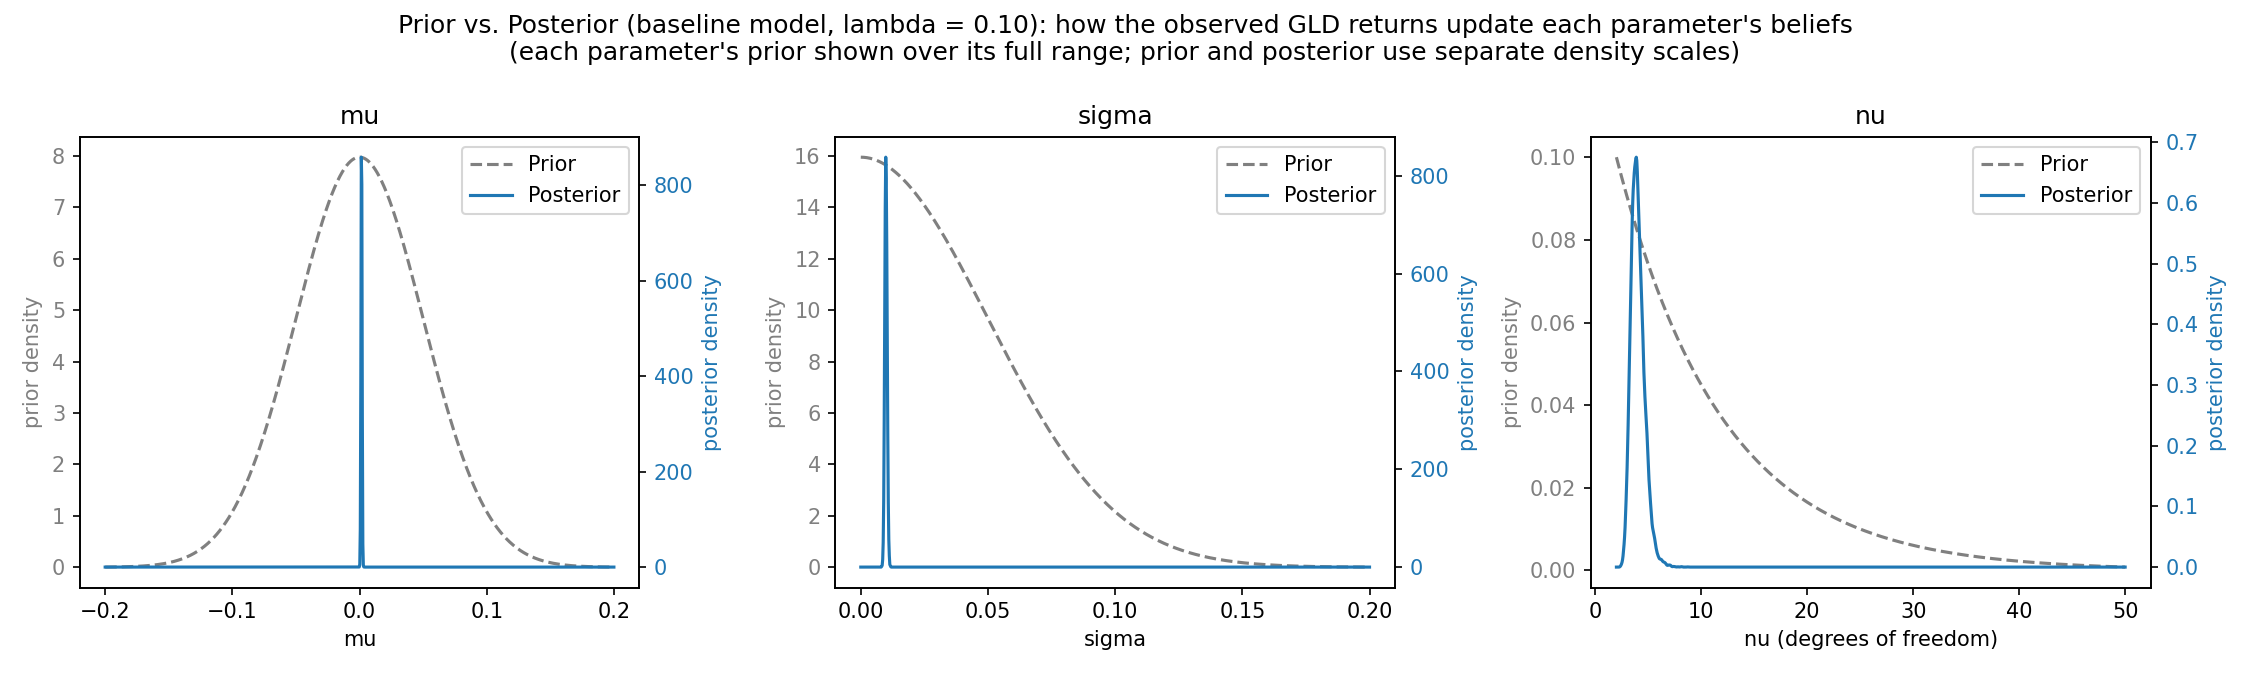 Prior vs. Posterior (baseline model, lambda = 0.10): how the observed GLD returns update each parameter's beliefs
(each parameter's prior shown over its full range; prior and posterior use separate density scales)
mu
8
7
6
5
4
3
2
1
0
prior density
Prior
Posterior
800
600
400
200
0
posterior density
−0.2
−0.1
0.0
0.1
0.2
mu
sigma
16
14
12
10
8
6
4
2
0
prior density
Prior
Posterior
800
600
400
200
0
posterior density
0.00
0.05
0.10
0.15
0.20
sigma
nu
0.10
0.08
0.06
0.04
0.02
0.00
prior density
Prior
Posterior
0.7
0.6
0.5
0.4
0.3
0.2
0.1
0.0
posterior density
0
10
20
30
40
50
nu (degrees of freedom)